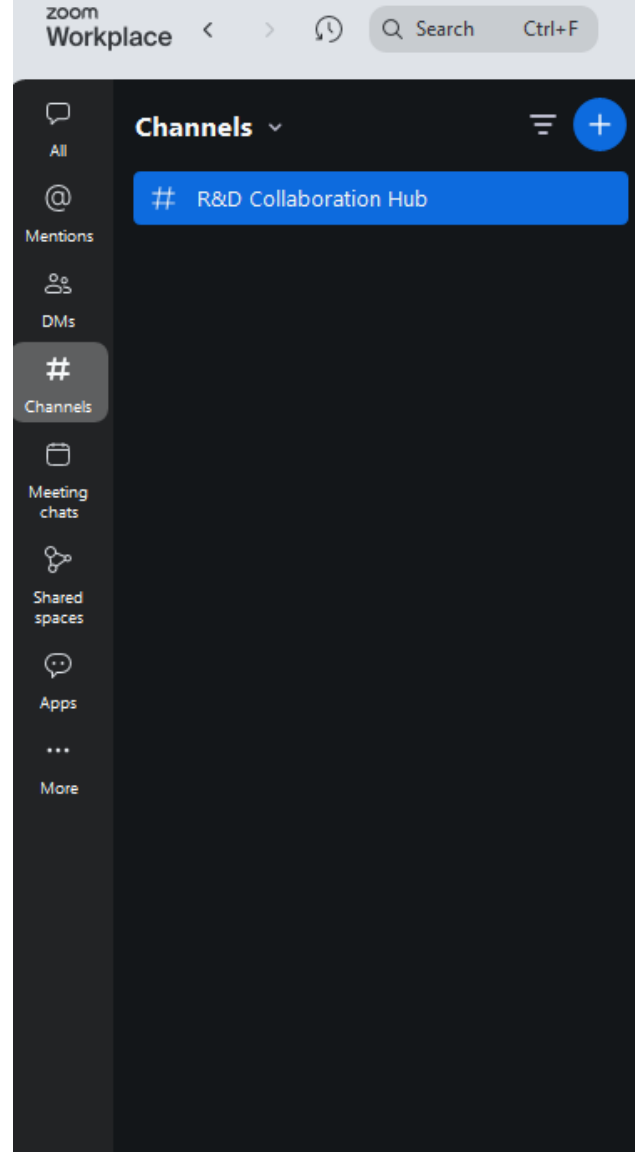 zoom
Workplace
Search Ctrl+F
Channels
All
# R&D Collaboration Hub
@
Mentions
DMs
#
Channels
Meeting
chats
Shared
spaces
Apps
More